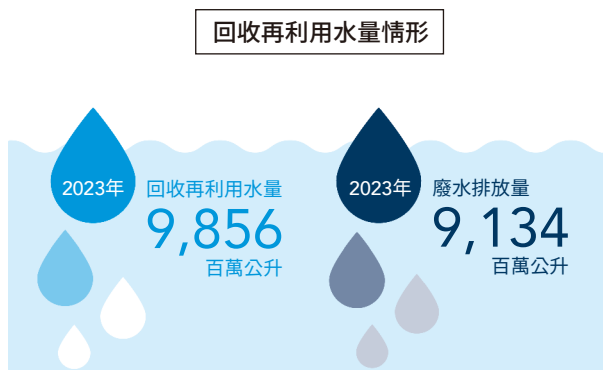 回收再利用水量情形
2023年
回收再利用水量
9,856
百萬公升
2023年
廢水排放量
9,134
百萬公升